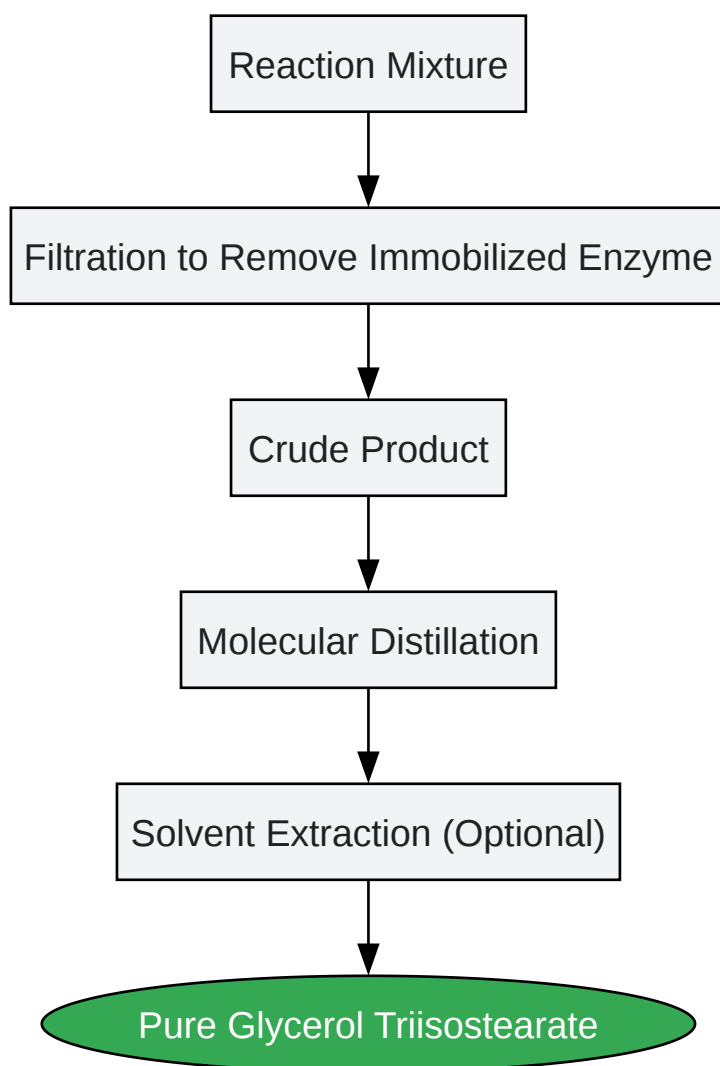 Reaction Mixture
Filtration to Remove Immobilized Enzyme
Crude Product
Molecular Distillation
Solvent Extraction (Optional)
Pure Glycerol Triisostearate